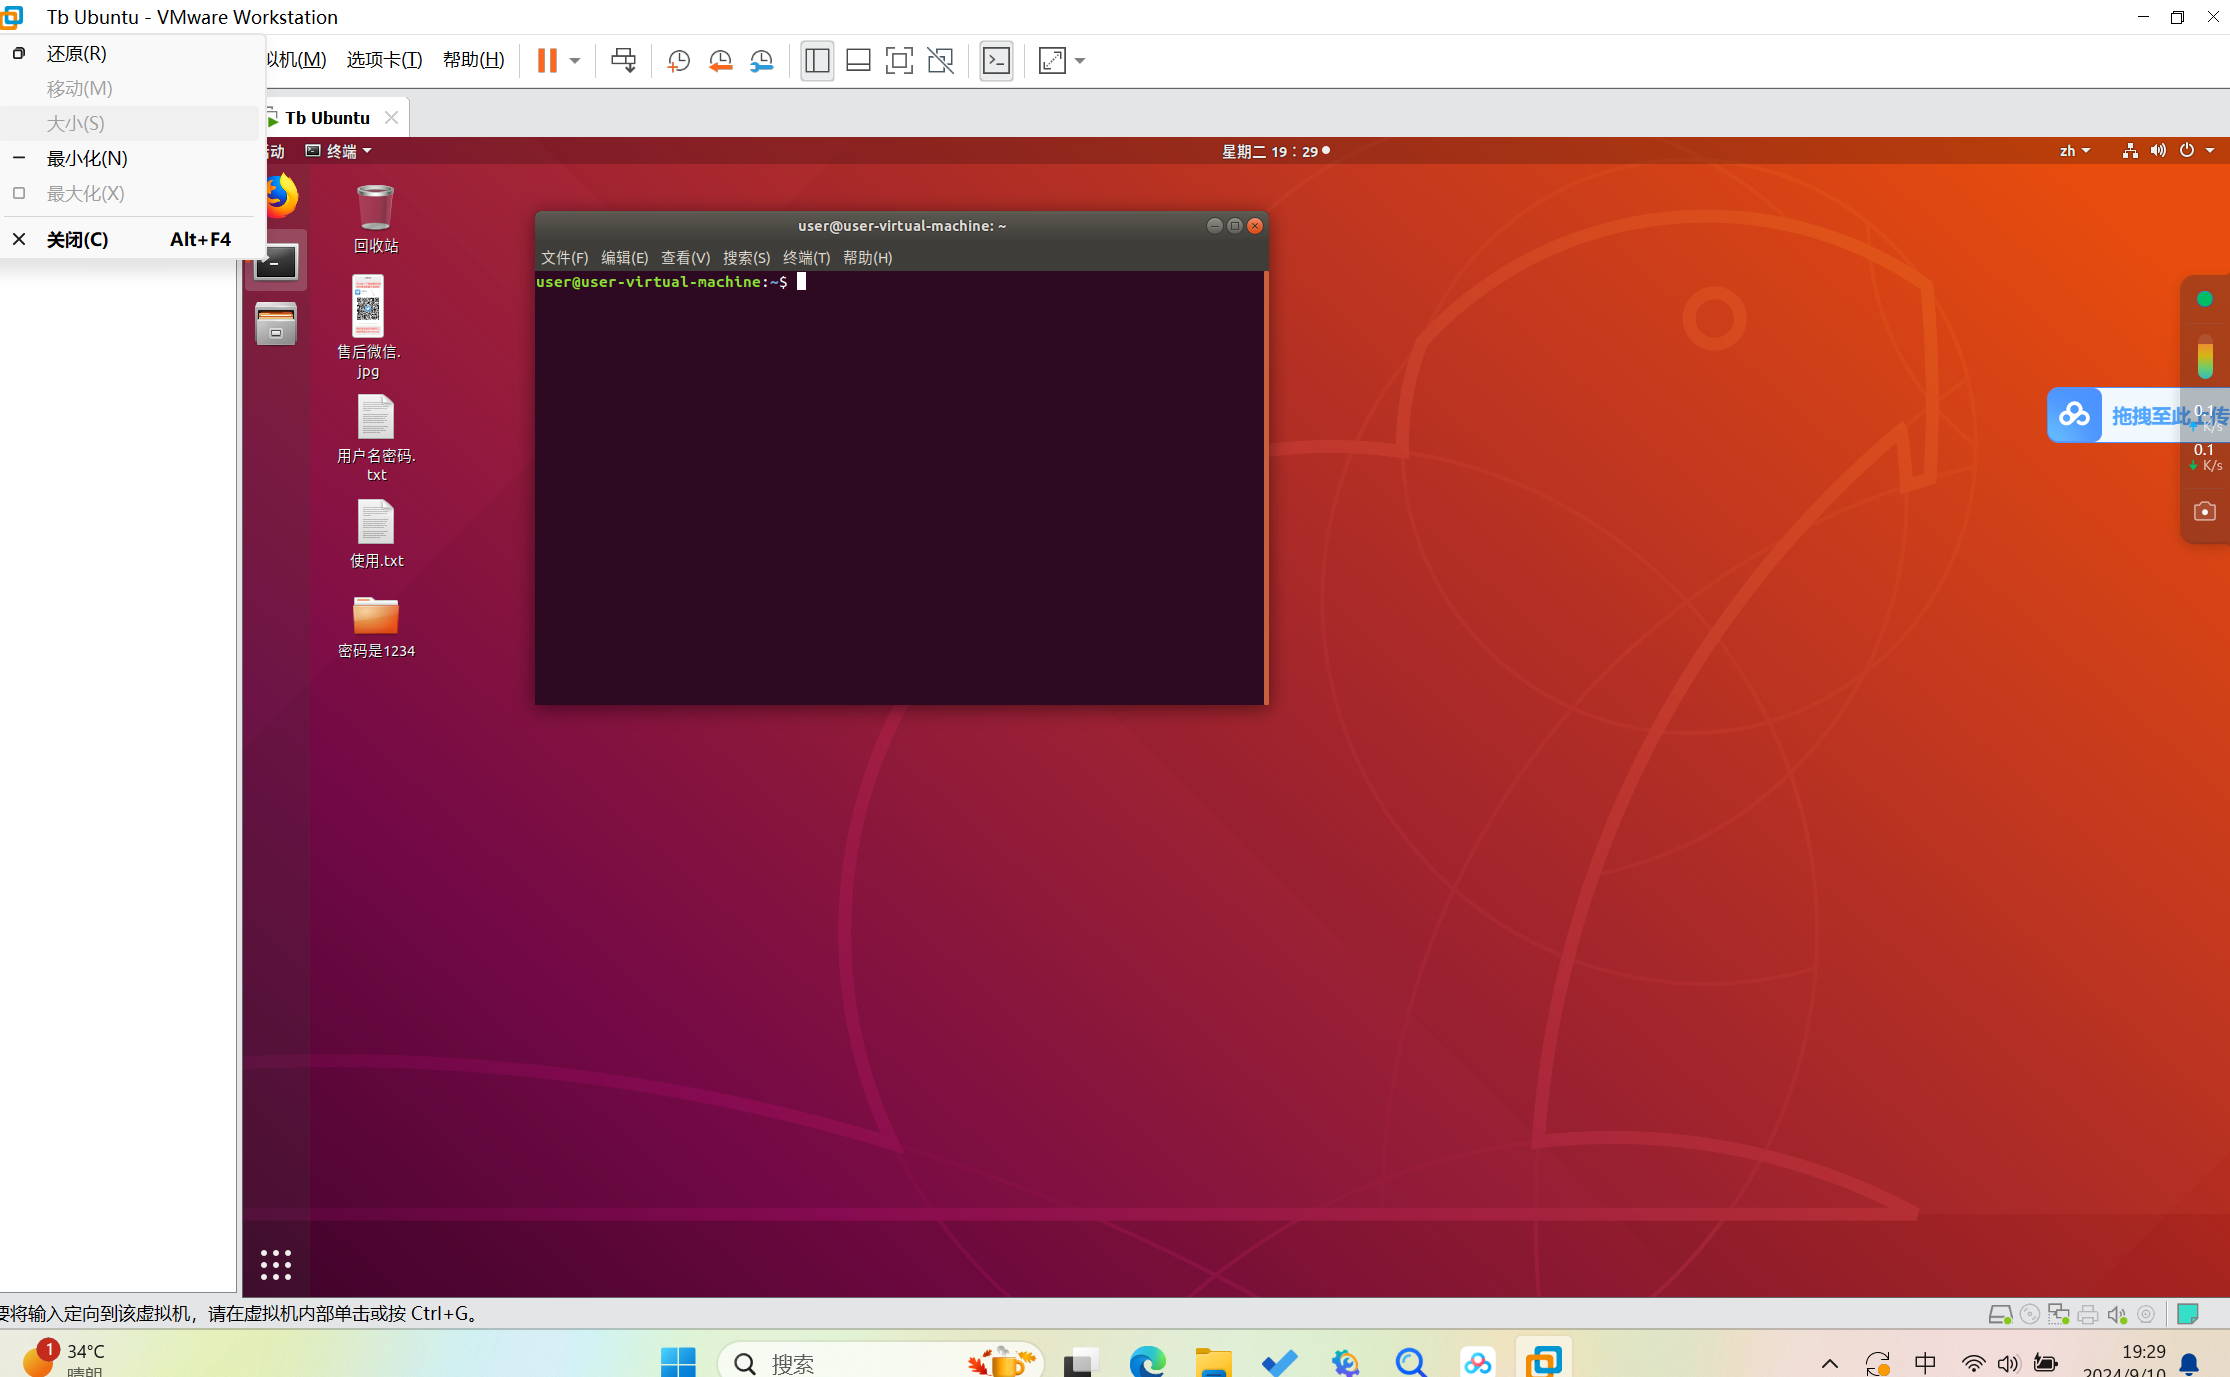 Tb Ubuntu - VMware Workstation
还原(R)
移动(M)
大小(S)
最小化(N)
最大化(X)
关闭(C) Alt+F4
拟机(M) 选项卡(T) 帮助(H)
Tb Ubuntu
活动 终端 星期二 19：29 zh
回收站
售后微信.
jpg
用户名密码.
txt
使用.txt
密码是1234
user@user-virtual-machine: ~
文件(F) 编辑(E) 查看(V) 搜索(S) 终端(T) 帮助(H)
user@user-virtual-machine:~$
拖拽至此上传
0.1
K/s
0.1
K/s
要将输入定向到该虚拟机，请在虚拟机内部单击或按 Ctrl+G。
1
34°C
晴朗
搜索
中
19:29
2024/9/10